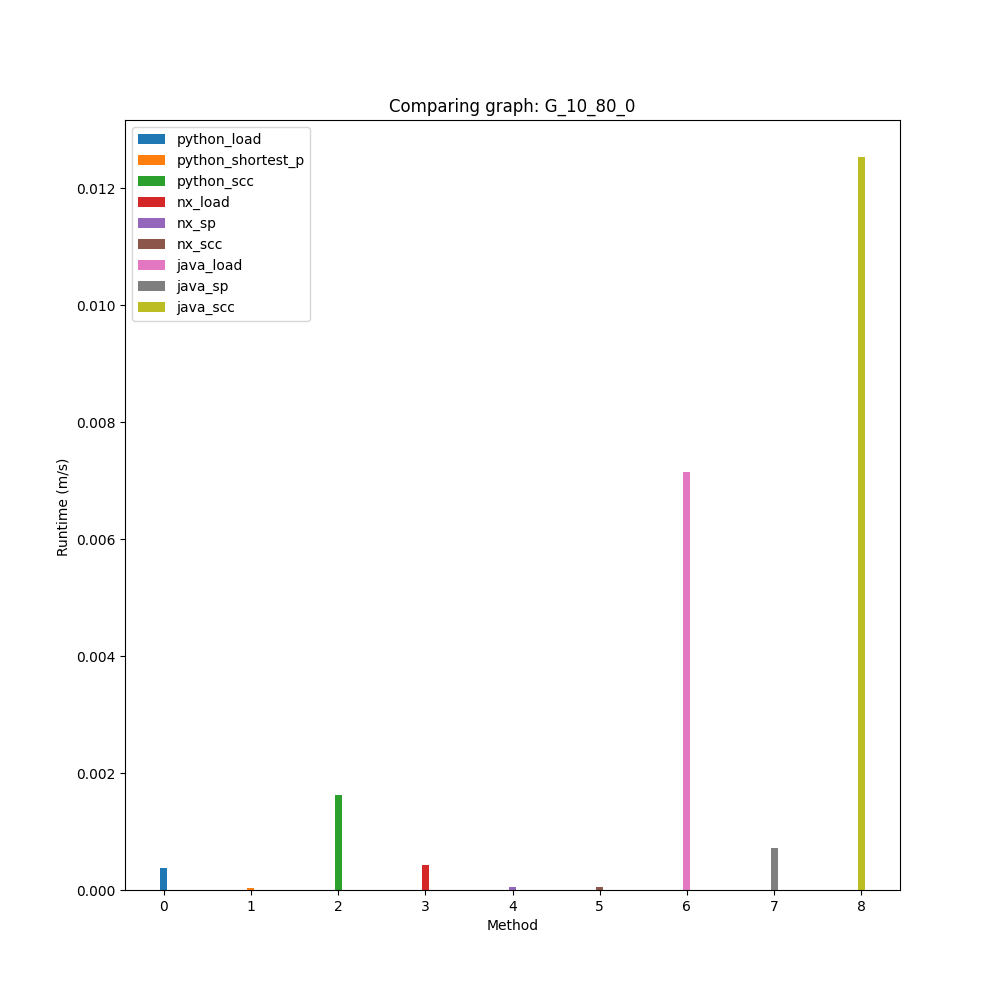 Comparing graph: G_10_80_0
python_load
python_shortest_p
python_scc
nx_load
nx_sp
nx_scc
java_load
java_sp
java_scc
0.012
0.010
0.008
0.006
0.004
0.002
0.000
Runtime (m/s)
0 1 2 3 4 5 6 7 8
Method